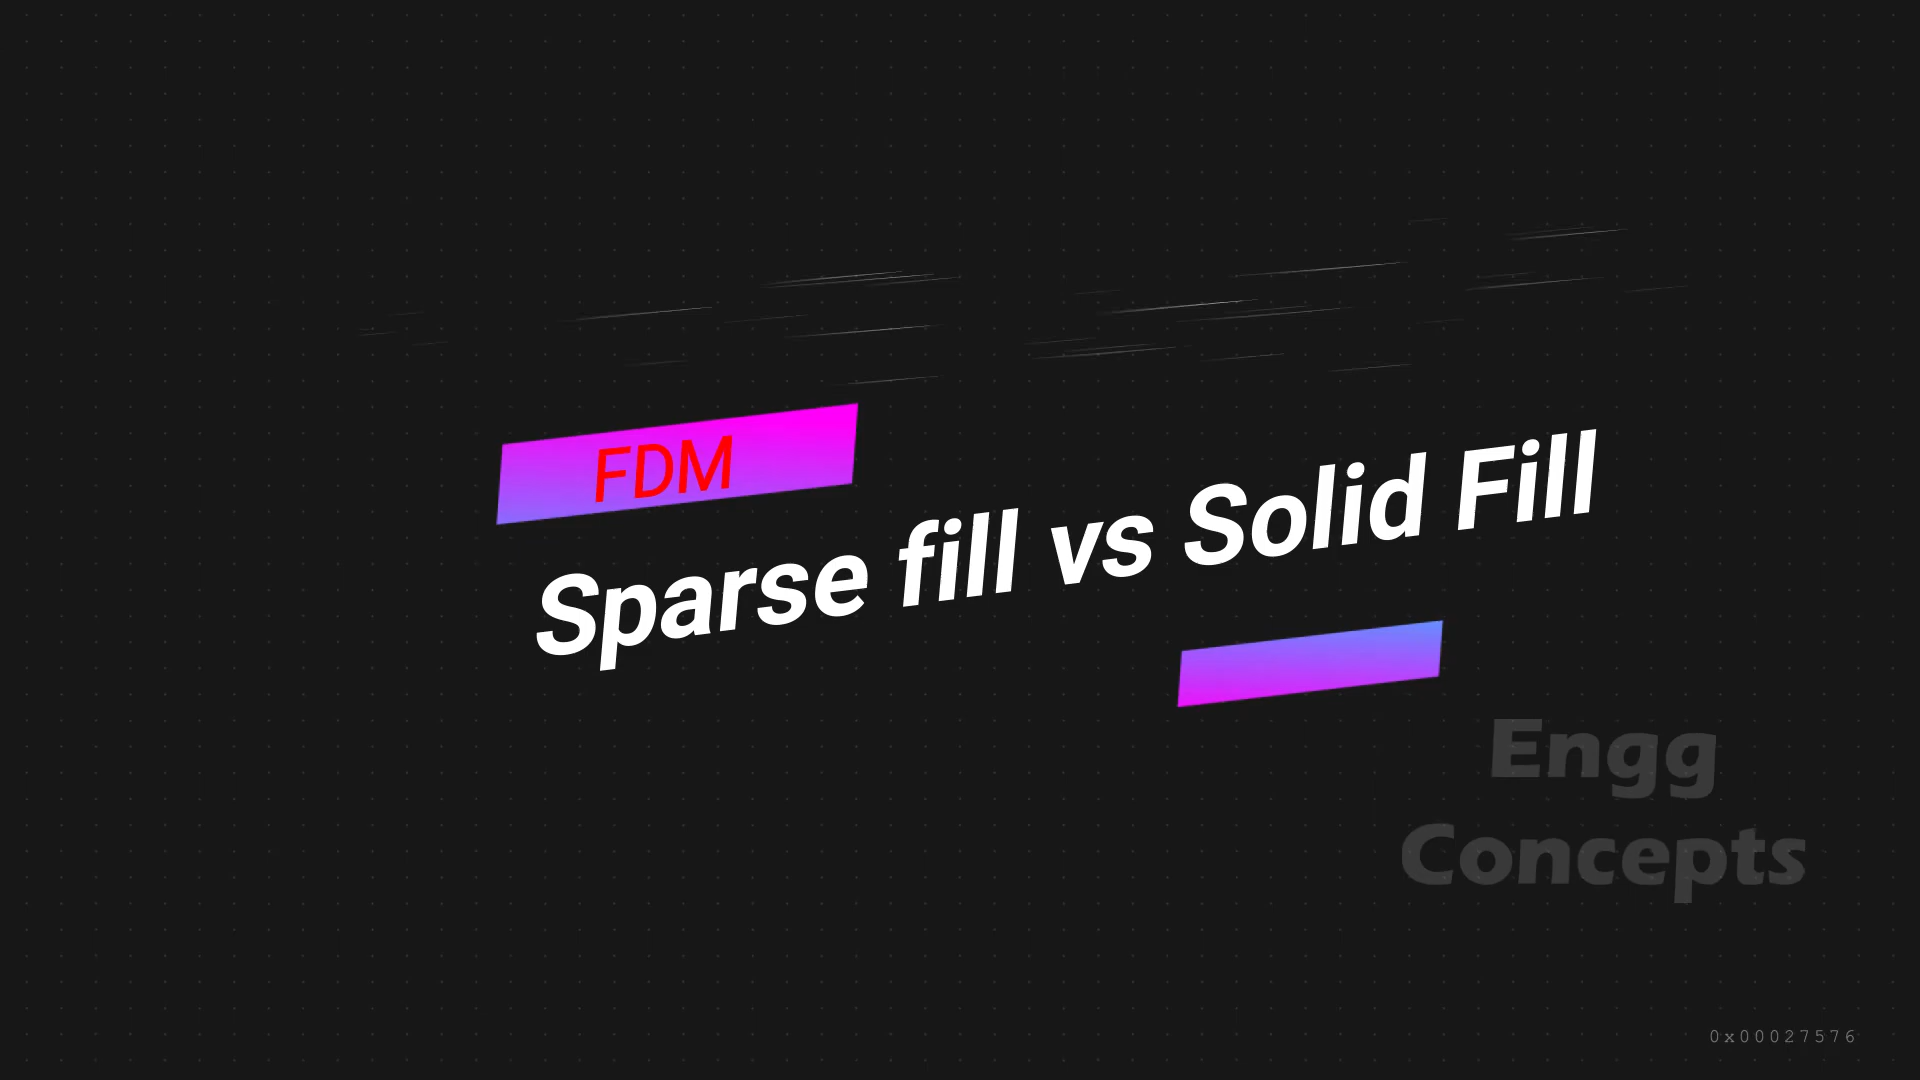 FDM
Sparse fill vs Solid Fill
Engg
Concepts
0x00027576